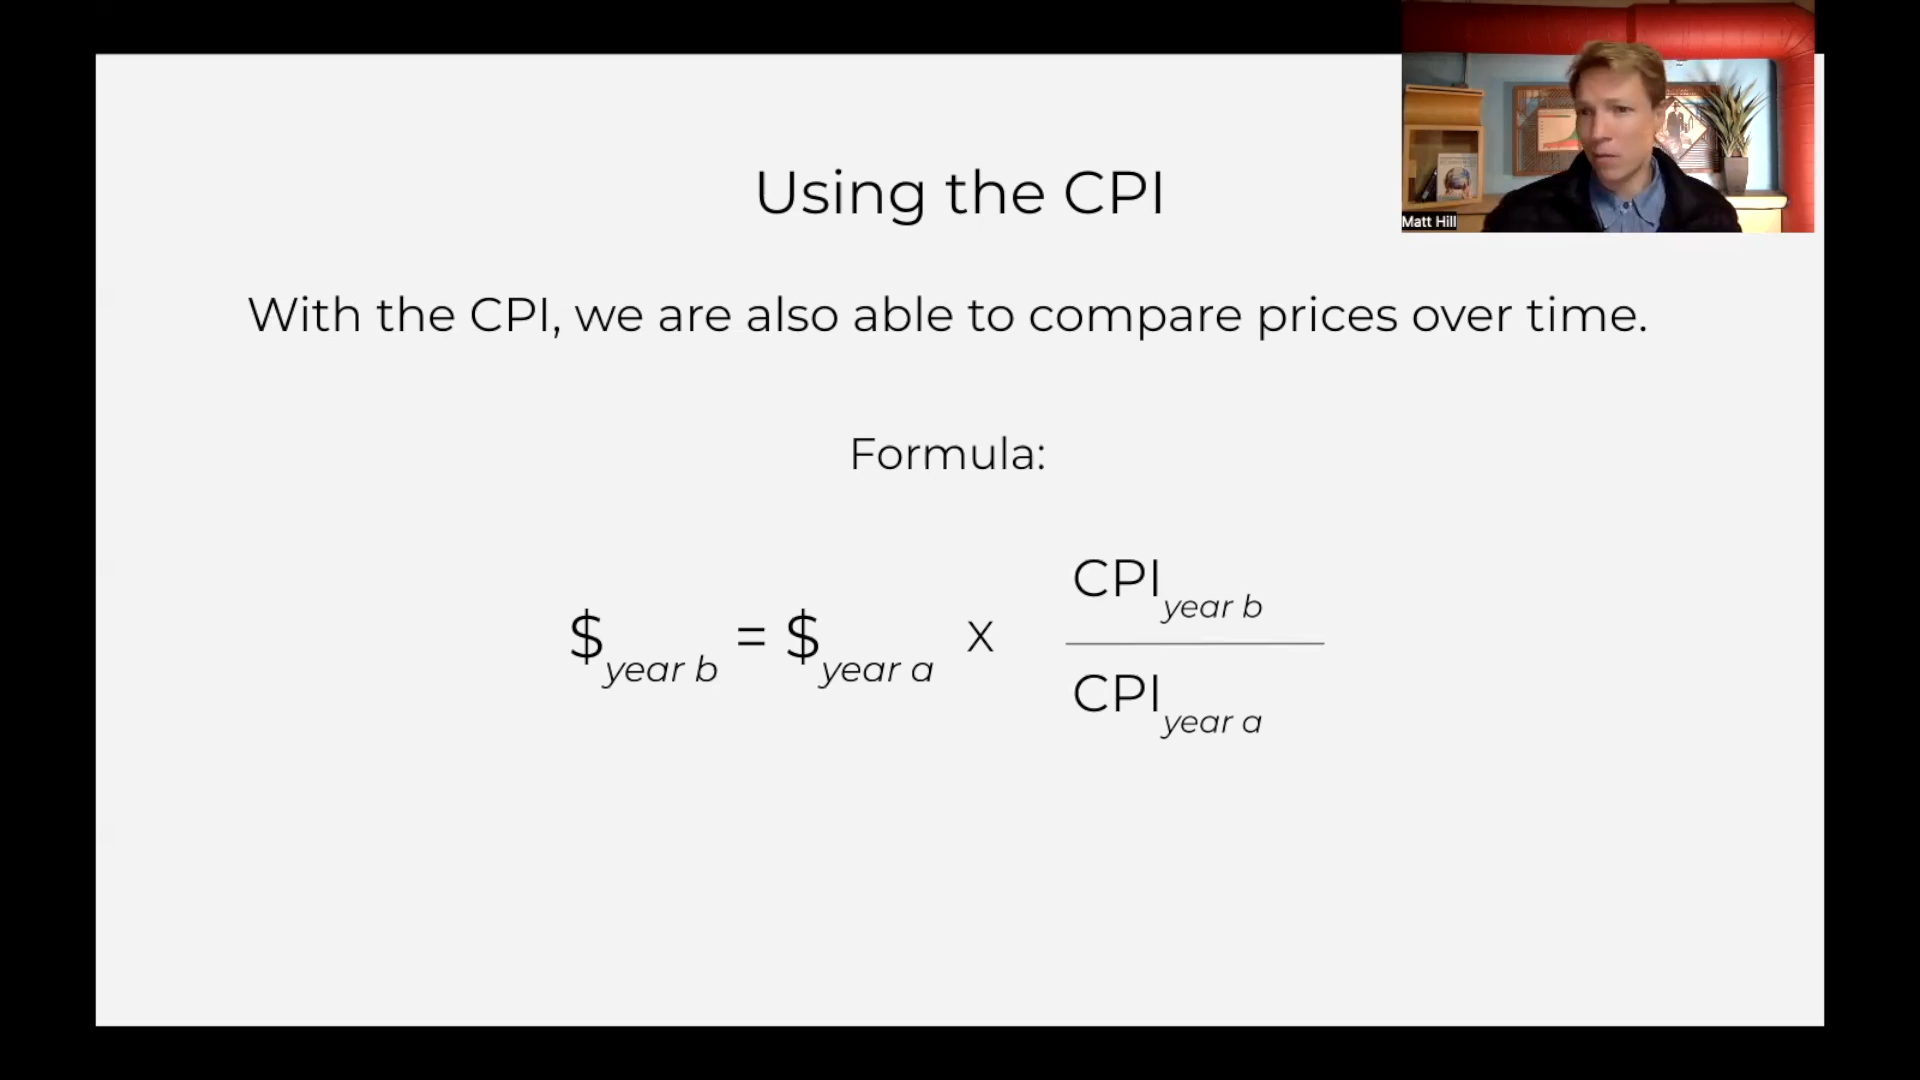 Using the CPI
Matt Hill
With the CPI, we are also able to compare prices over time.
Formula:
$year b = $year a x CPIyear b
CPIyear a